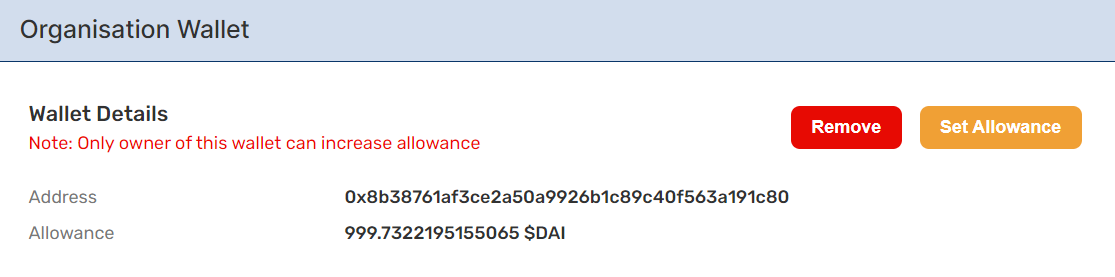 Organisation Wallet
Wallet Details
Note: Only owner of this wallet can increase allowance
Remove
Set Allowance
Address
0x8b38761af3ce2a50a9926b1c89c40f563a191c80
Allowance
999.7322195155065 $DAI